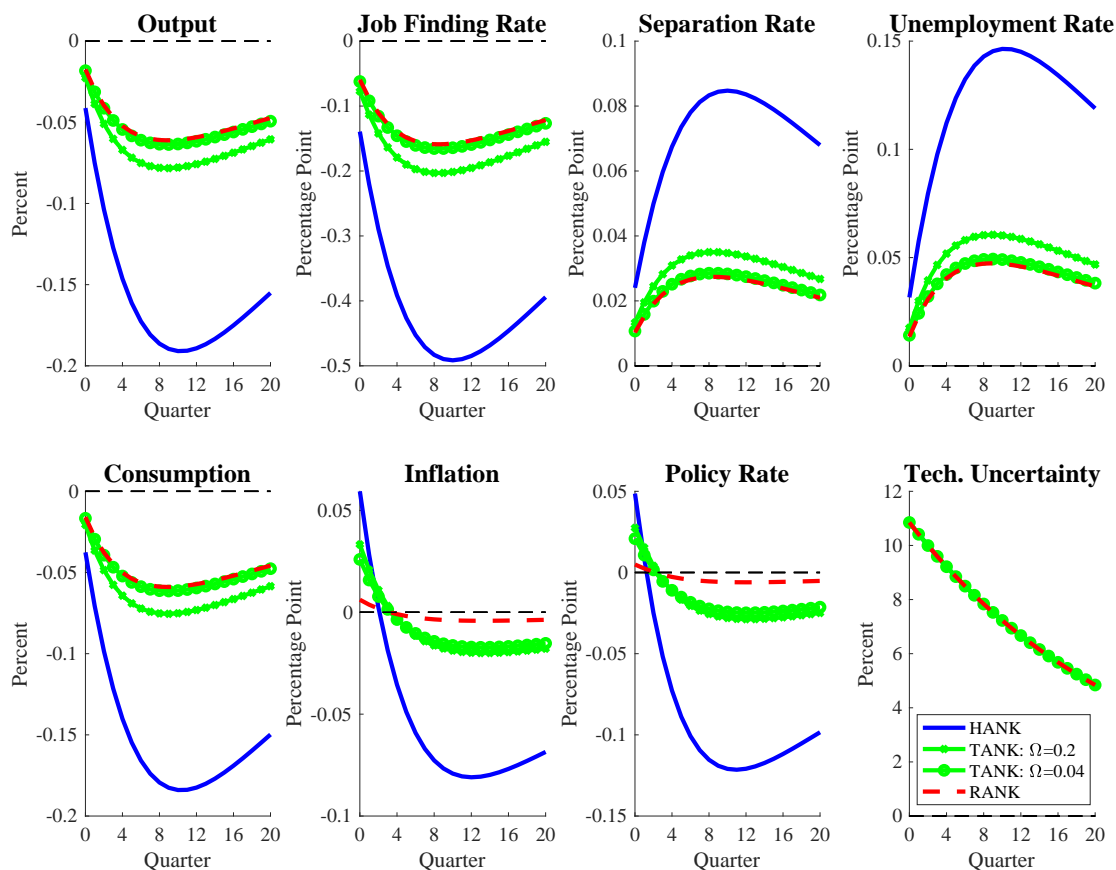 Output
Job Finding Rate
Separation Rate
Unemployment Rate
Percent
0
-0.05
-0.1
-0.15
-0.2
0 4 8 12 16 20
Quarter
Percentage Point
0
-0.1
-0.2
-0.3
-0.4
-0.5
0 4 8 12 16 20
Quarter
Percentage Point
0.1
0.08
0.06
0.04
0.02
0
0 4 8 12 16 20
Quarter
Percentage Point
0.15
0.1
0.05
0
0 4 8 12 16 20
Quarter
Consumption
Inflation
Policy Rate
Tech. Uncertainty
Percent
0
-0.05
-0.1
-0.15
-0.2
0 4 8 12 16 20
Quarter
Percentage Point
0.05
0
-0.05
-0.1
0 4 8 12 16 20
Quarter
Percentage Point
0.05
0
-0.05
-0.1
-0.15
0 4 8 12 16 20
Quarter
Percent
12
10
8
6
4
2
0
0 4 8 12 16 20
Quarter
HANK
TANK: Ω=0.2
TANK: Ω=0.04
RANK